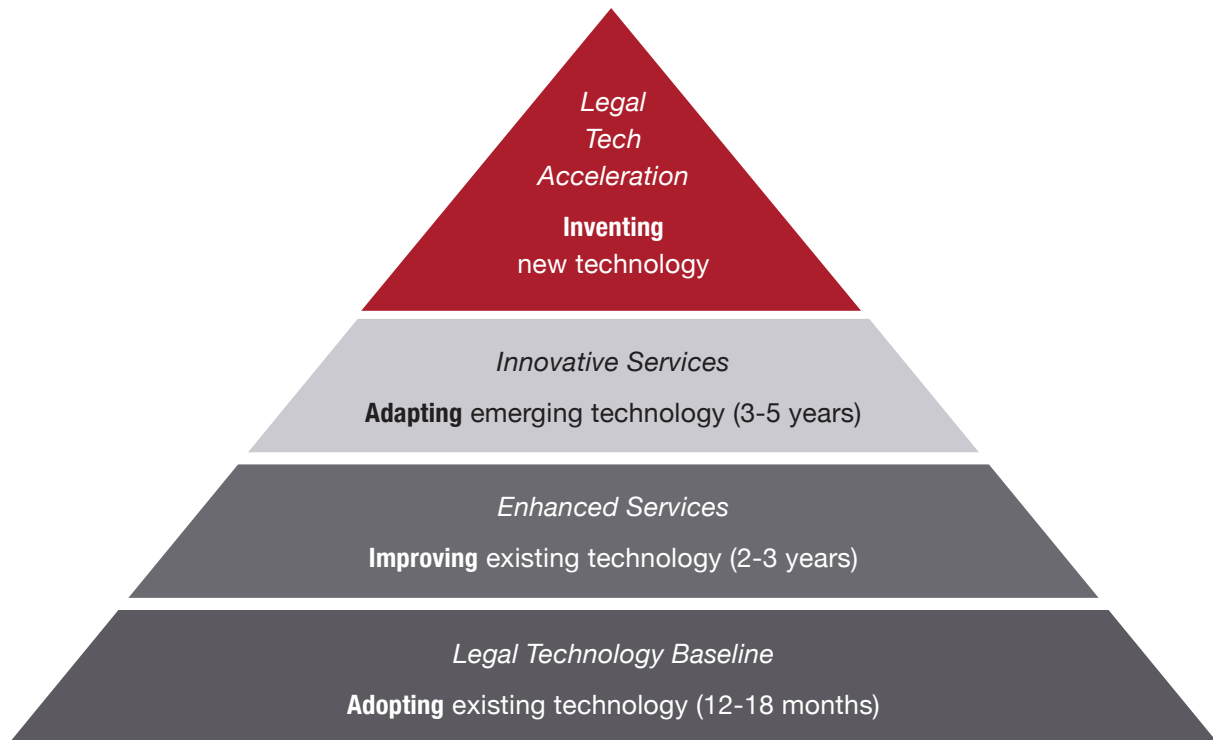 Legal
Tech
Acceleration
Inventing
new technology
Innovative Services
Adapting emerging technology (3-5 years)
Enhanced Services
Improving existing technology (2-3 years)
Legal Technology Baseline
Adopting existing technology (12-18 months)